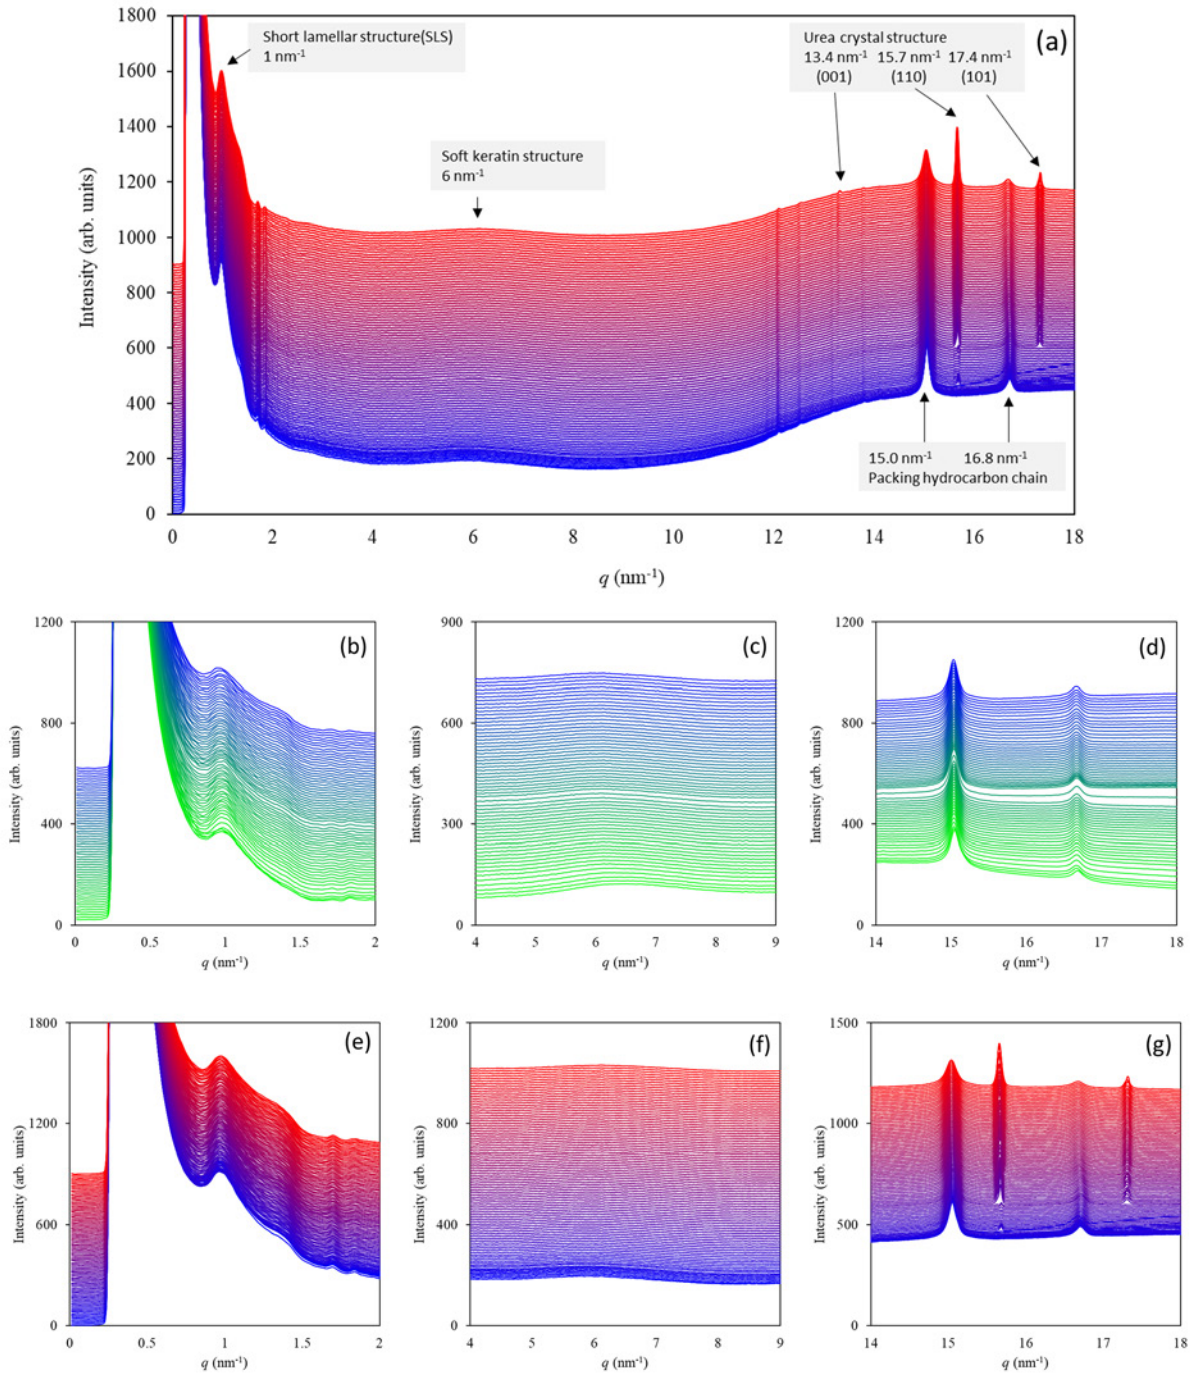 (a)
Short lamellar structure(SLS)
1 nm-1
Soft keratin structure
6 nm-1
Urea crystal structure
13.4 nm-1 15.7 nm-1 17.4 nm-1
(001) (110) (101)
15.0 nm-1 16.8 nm-1
Packing hydrocarbon chain
Intensity (arb. units)
1800
1600
1400
1200
1000
800
600
400
200
0
0 2 4 6 8 10 12 14 16 18
q (nm-1)
(b)
Intensity (arb. units)
1200
800
400
0
0 0.5 1 1.5 2
q (nm-1)
(c)
Intensity (arb. units)
900
600
300
0
4 5 6 7 8 9
q (nm-1)
(d)
Intensity (arb. units)
1200
800
400
0
14 15 16 17 18
q (nm-1)
(e)
Intensity (arb. units)
1800
1200
600
0
0 0.5 1 1.5 2
q (nm-1)
(f)
Intensity (arb. units)
1200
800
400
0
4 5 6 7 8 9
q (nm-1)
(g)
Intensity (arb. units)
1500
1000
500
0
14 15 16 17 18
q (nm-1)